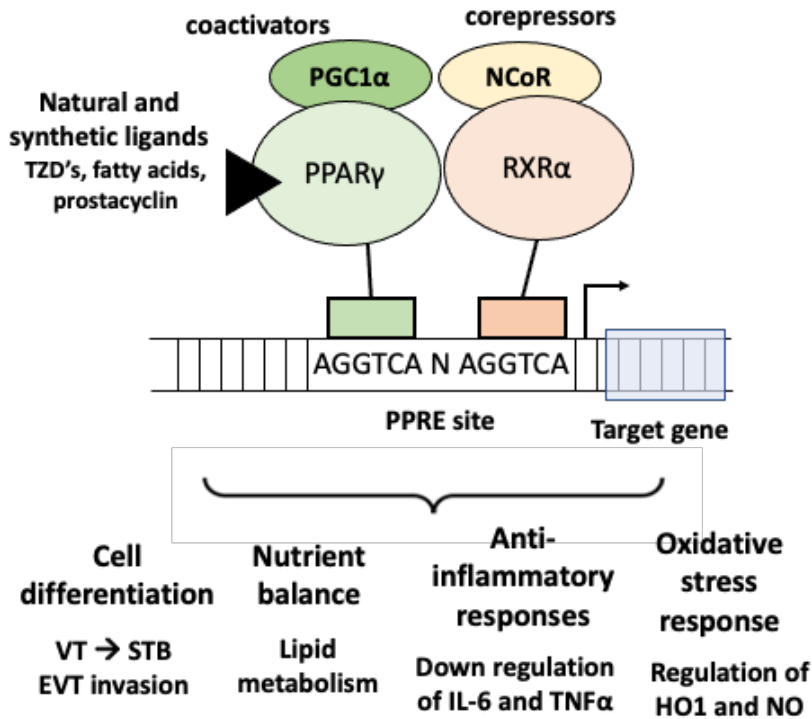 coactivators
corepressors
PGC1α
NCoR
Natural and
synthetic ligands
TZD's, fatty acids,
prostacyclin
PPARγ
RXRα
AGGTCA N AGGTCA
PPRE site
Target gene
Cell
differentiation
VT → STB
EVT invasion
Nutrient
balance
Lipid
metabolism
Anti-
inflammatory
responses
Down regulation
of IL-6 and TNFα
Oxidative
stress
response
Regulation of
HO1 and NO